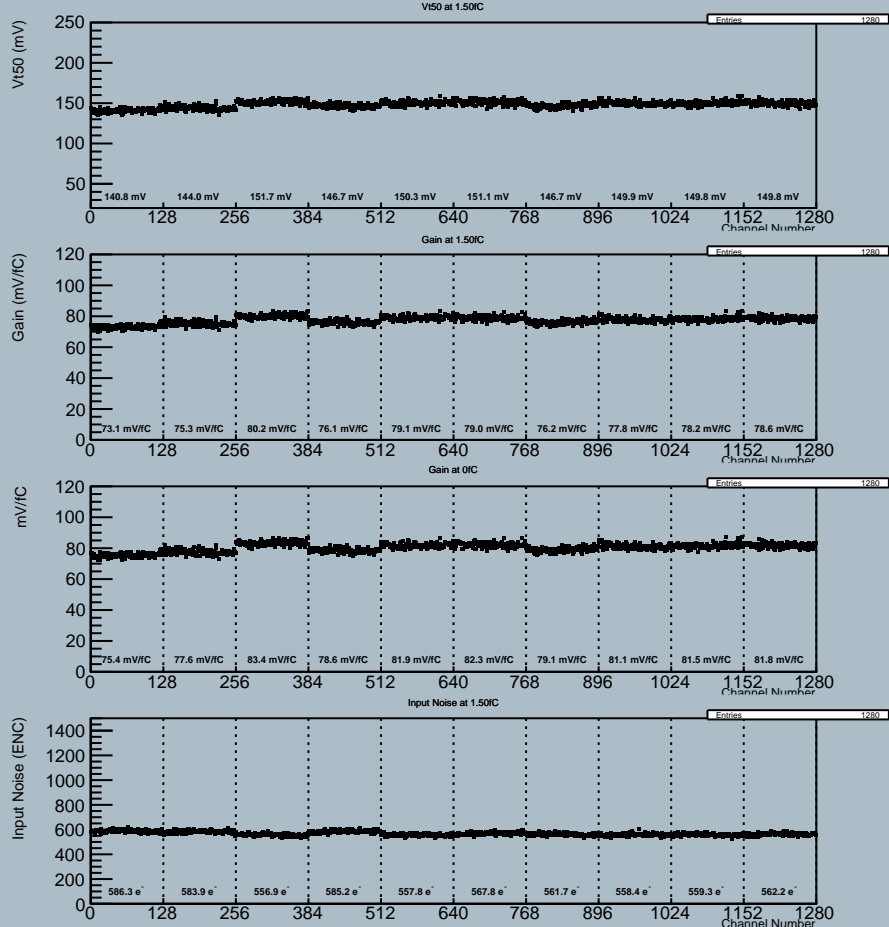 Vt50 at 1.50fC
Entries 1280
Vt50 (mV)
250
200
150
100
50
140.8 mV 144.0 mV 151.7 mV 146.7 mV 150.3 mV 151.1 mV 146.7 mV 149.9 mV 149.8 mV 149.8 mV
0 128 256 384 512 640 768 896 1024 1152 1280
Channel Number
Gain at 1.50fC
Entries 1280
Gain (mV/fC)
120
100
80
60
40
20
0
73.1 mV/fC 75.3 mV/fC 80.2 mV/fC 76.1 mV/fC 79.1 mV/fC 79.0 mV/fC 76.2 mV/fC 77.8 mV/fC 78.2 mV/fC 78.6 mV/fC
0 128 256 384 512 640 768 896 1024 1152 1280
Channel Number
Gain at 0fC
Entries 1280
mV/fC
120
100
80
60
40
20
0
75.4 mV/fC 77.6 mV/fC 83.4 mV/fC 78.6 mV/fC 81.9 mV/fC 82.3 mV/fC 79.1 mV/fC 81.1 mV/fC 81.5 mV/fC 81.8 mV/fC
0 128 256 384 512 640 768 896 1024 1152 1280
Channel Number
Input Noise at 1.50fC
Entries 1280
Input Noise (ENC)
1400
1200
1000
800
600
400
200
0
586.3 e⁻ 583.9 e⁻ 556.9 e⁻ 585.2 e⁻ 557.8 e⁻ 567.8 e⁻ 561.7 e⁻ 558.4 e⁻ 559.3 e⁻ 562.2 e⁻
0 128 256 384 512 640 768 896 1024 1152 1280
Channel Number